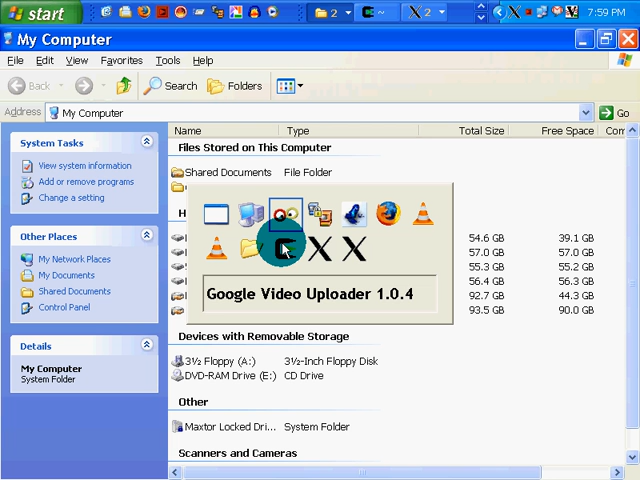 start
2
~
2
7:59 PM
My Computer
File Edit View Favorites Tools Help
Back Search Folders
Address My Computer Go
System Tasks
View system information
Add or remove programs
Change a setting
Other Places
My Network Places
My Documents
Shared Documents
Control Panel
Details
My Computer
System Folder
Name Type Total Size Free Space Com
Files Stored on This Computer
Shared Documents File Folder
H
54.6 GB 39.1 GB
57.0 GB 57.0 GB
55.3 GB 55.2 GB
56.4 GB 56.3 GB
92.7 GB 44.3 GB
93.5 GB 90.0 GB
Google Video Uploader 1.0.4
Devices with Removable Storage
3½ Floppy (A:) 3½-Inch Floppy Disk
DVD-RAM Drive (E:) CD Drive
Other
Maxtor Locked Dri... System Folder
Scanners and Cameras